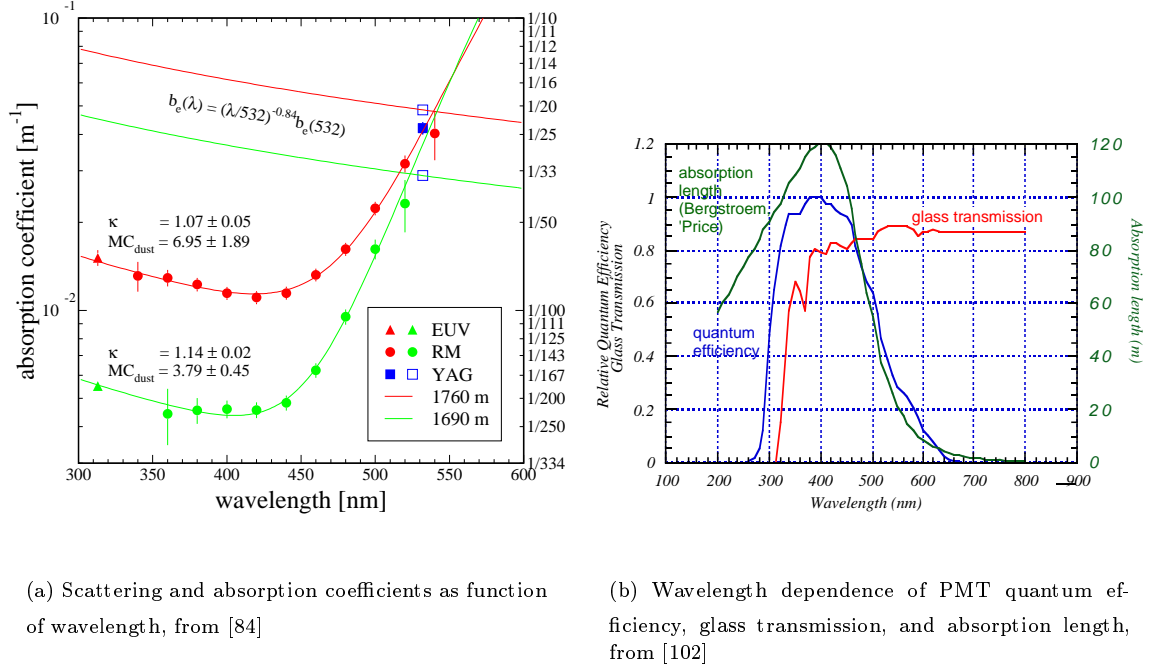 10^-1
10^-2
absorption coefficient [m^-1]
1/10
1/11
1/12
1/14
1/16
1/20
1/25
1/33
1/50
1/100
1/111
1/125
1/143
1/167
1/200
1/250
1/334
b_e(λ) = (λ/532)^-0.84 b_e(532)
κ = 1.07 ± 0.05
MC_dust = 6.95 ± 1.89
κ = 1.14 ± 0.02
MC_dust = 3.79 ± 0.45
EUV
RM
YAG
1760 m
1690 m
300 350 400 450 500 550 600
wavelength [nm]
1.2
1
0.8
0.6
0.4
0.2
0
Relative Quantum Efficiency
Glass Transmission
absorption
length
(Bergstroem,
'Price)
glass transmission
quantum
efficiency
120
100
80
60
40
20
0
Absorption length (m)
100 200 300 400 500 600 700 800 900
Wavelength (nm)
(a) Scattering and absorption coefficients as function
of wavelength, from [84]
(b) Wavelength dependence of PMT quantum ef-
ficiency, glass transmission, and absorption length,
from [102]